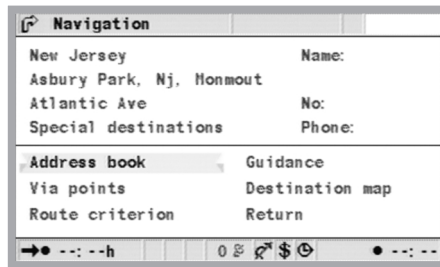 Navigation
New Jersey Name:
Asbury Park, Nj, Monmout
Atlantic Ave No:
Special destinations Phone:
Address book Guidance
Via points Destination map
Route criterion Return
--: --h 0 $ --: --